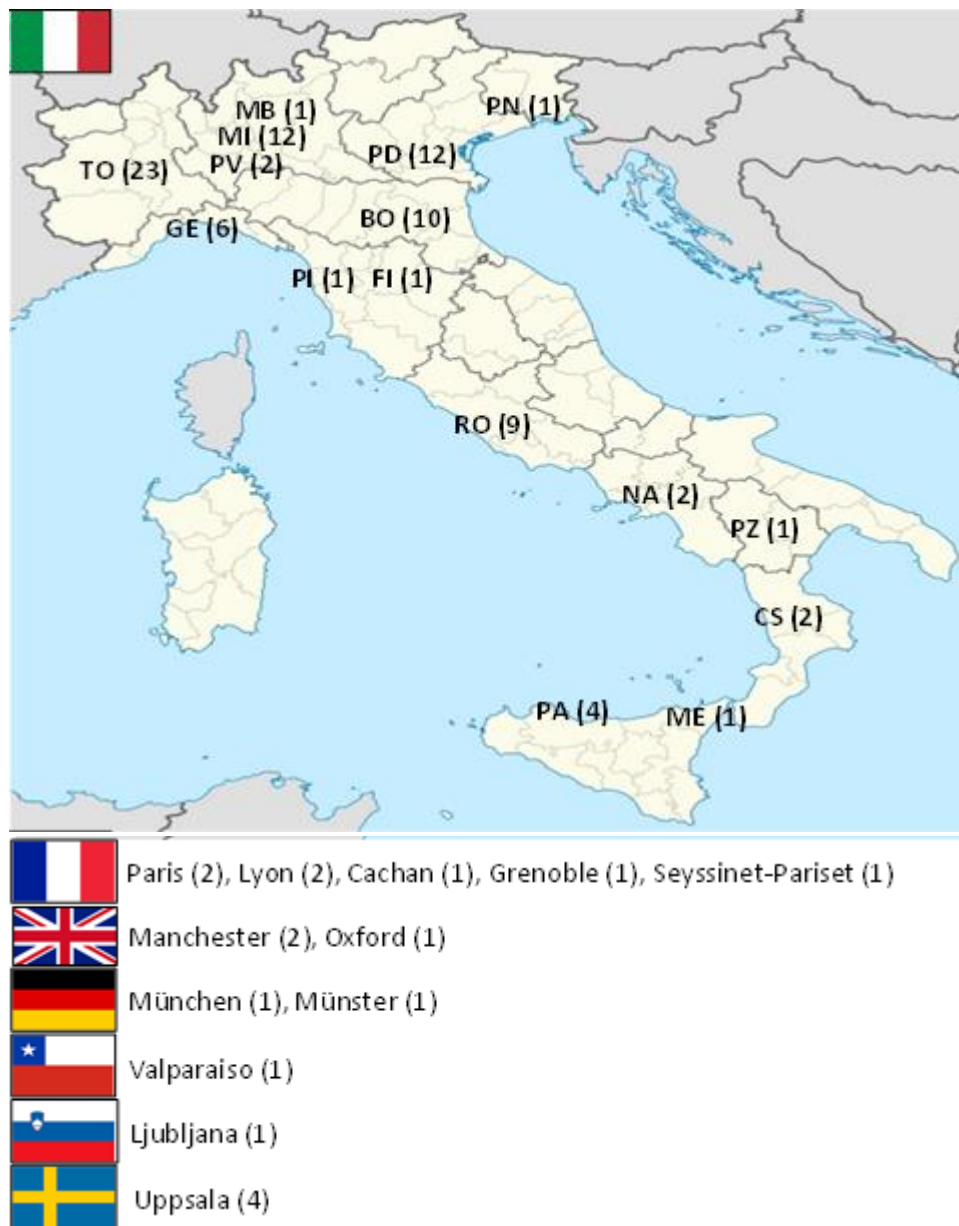 MB (1)
PN (1)
MI (12)
PD (12)
TO (23)
PV (2)
BO (10)
GE (6)
PI (1)
FI (1)
RO (9)
NA (2)
PZ (1)
CS (2)
PA (4)
ME (1)
Paris (2), Lyon (2), Cachan (1), Grenoble (1), Seyssinet-Pariset (1)
Manchester (2), Oxford (1)
München (1), Münster (1)
Valparaiso (1)
Ljubljana (1)
Uppsala (4)